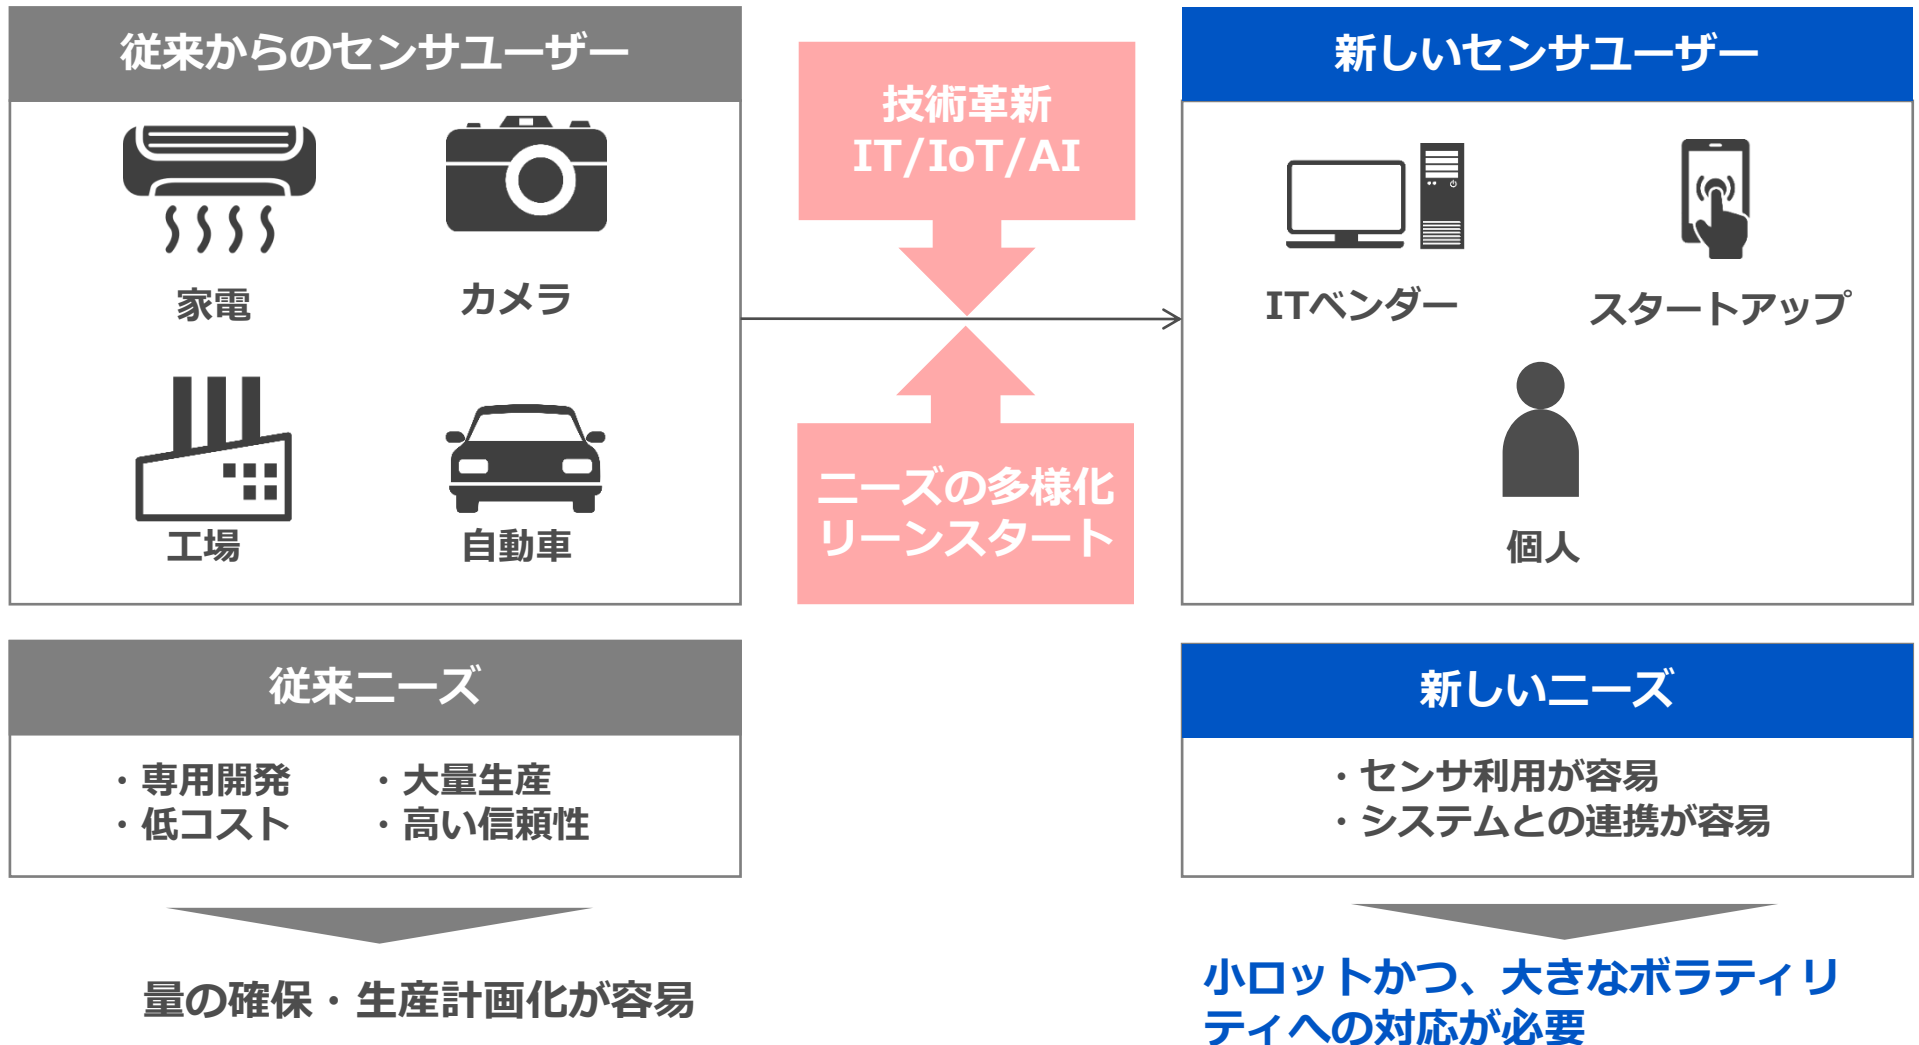 従来からのセンサユーザー
家電
カメラ
工場
自動車
技術革新
IT/IoT/AI
ニーズの多様化
リーンスタート
新しいセンサユーザー
ITベンダー
スタートアップ
個人
従来ニーズ
・専用開発
・大量生産
・低コスト
・高い信頼性
量の確保・生産計画化が容易
新しいニーズ
・センサ利用が容易
・システムとの連携が容易
小ロットかつ、大きなボラティリ
ティへの対応が必要